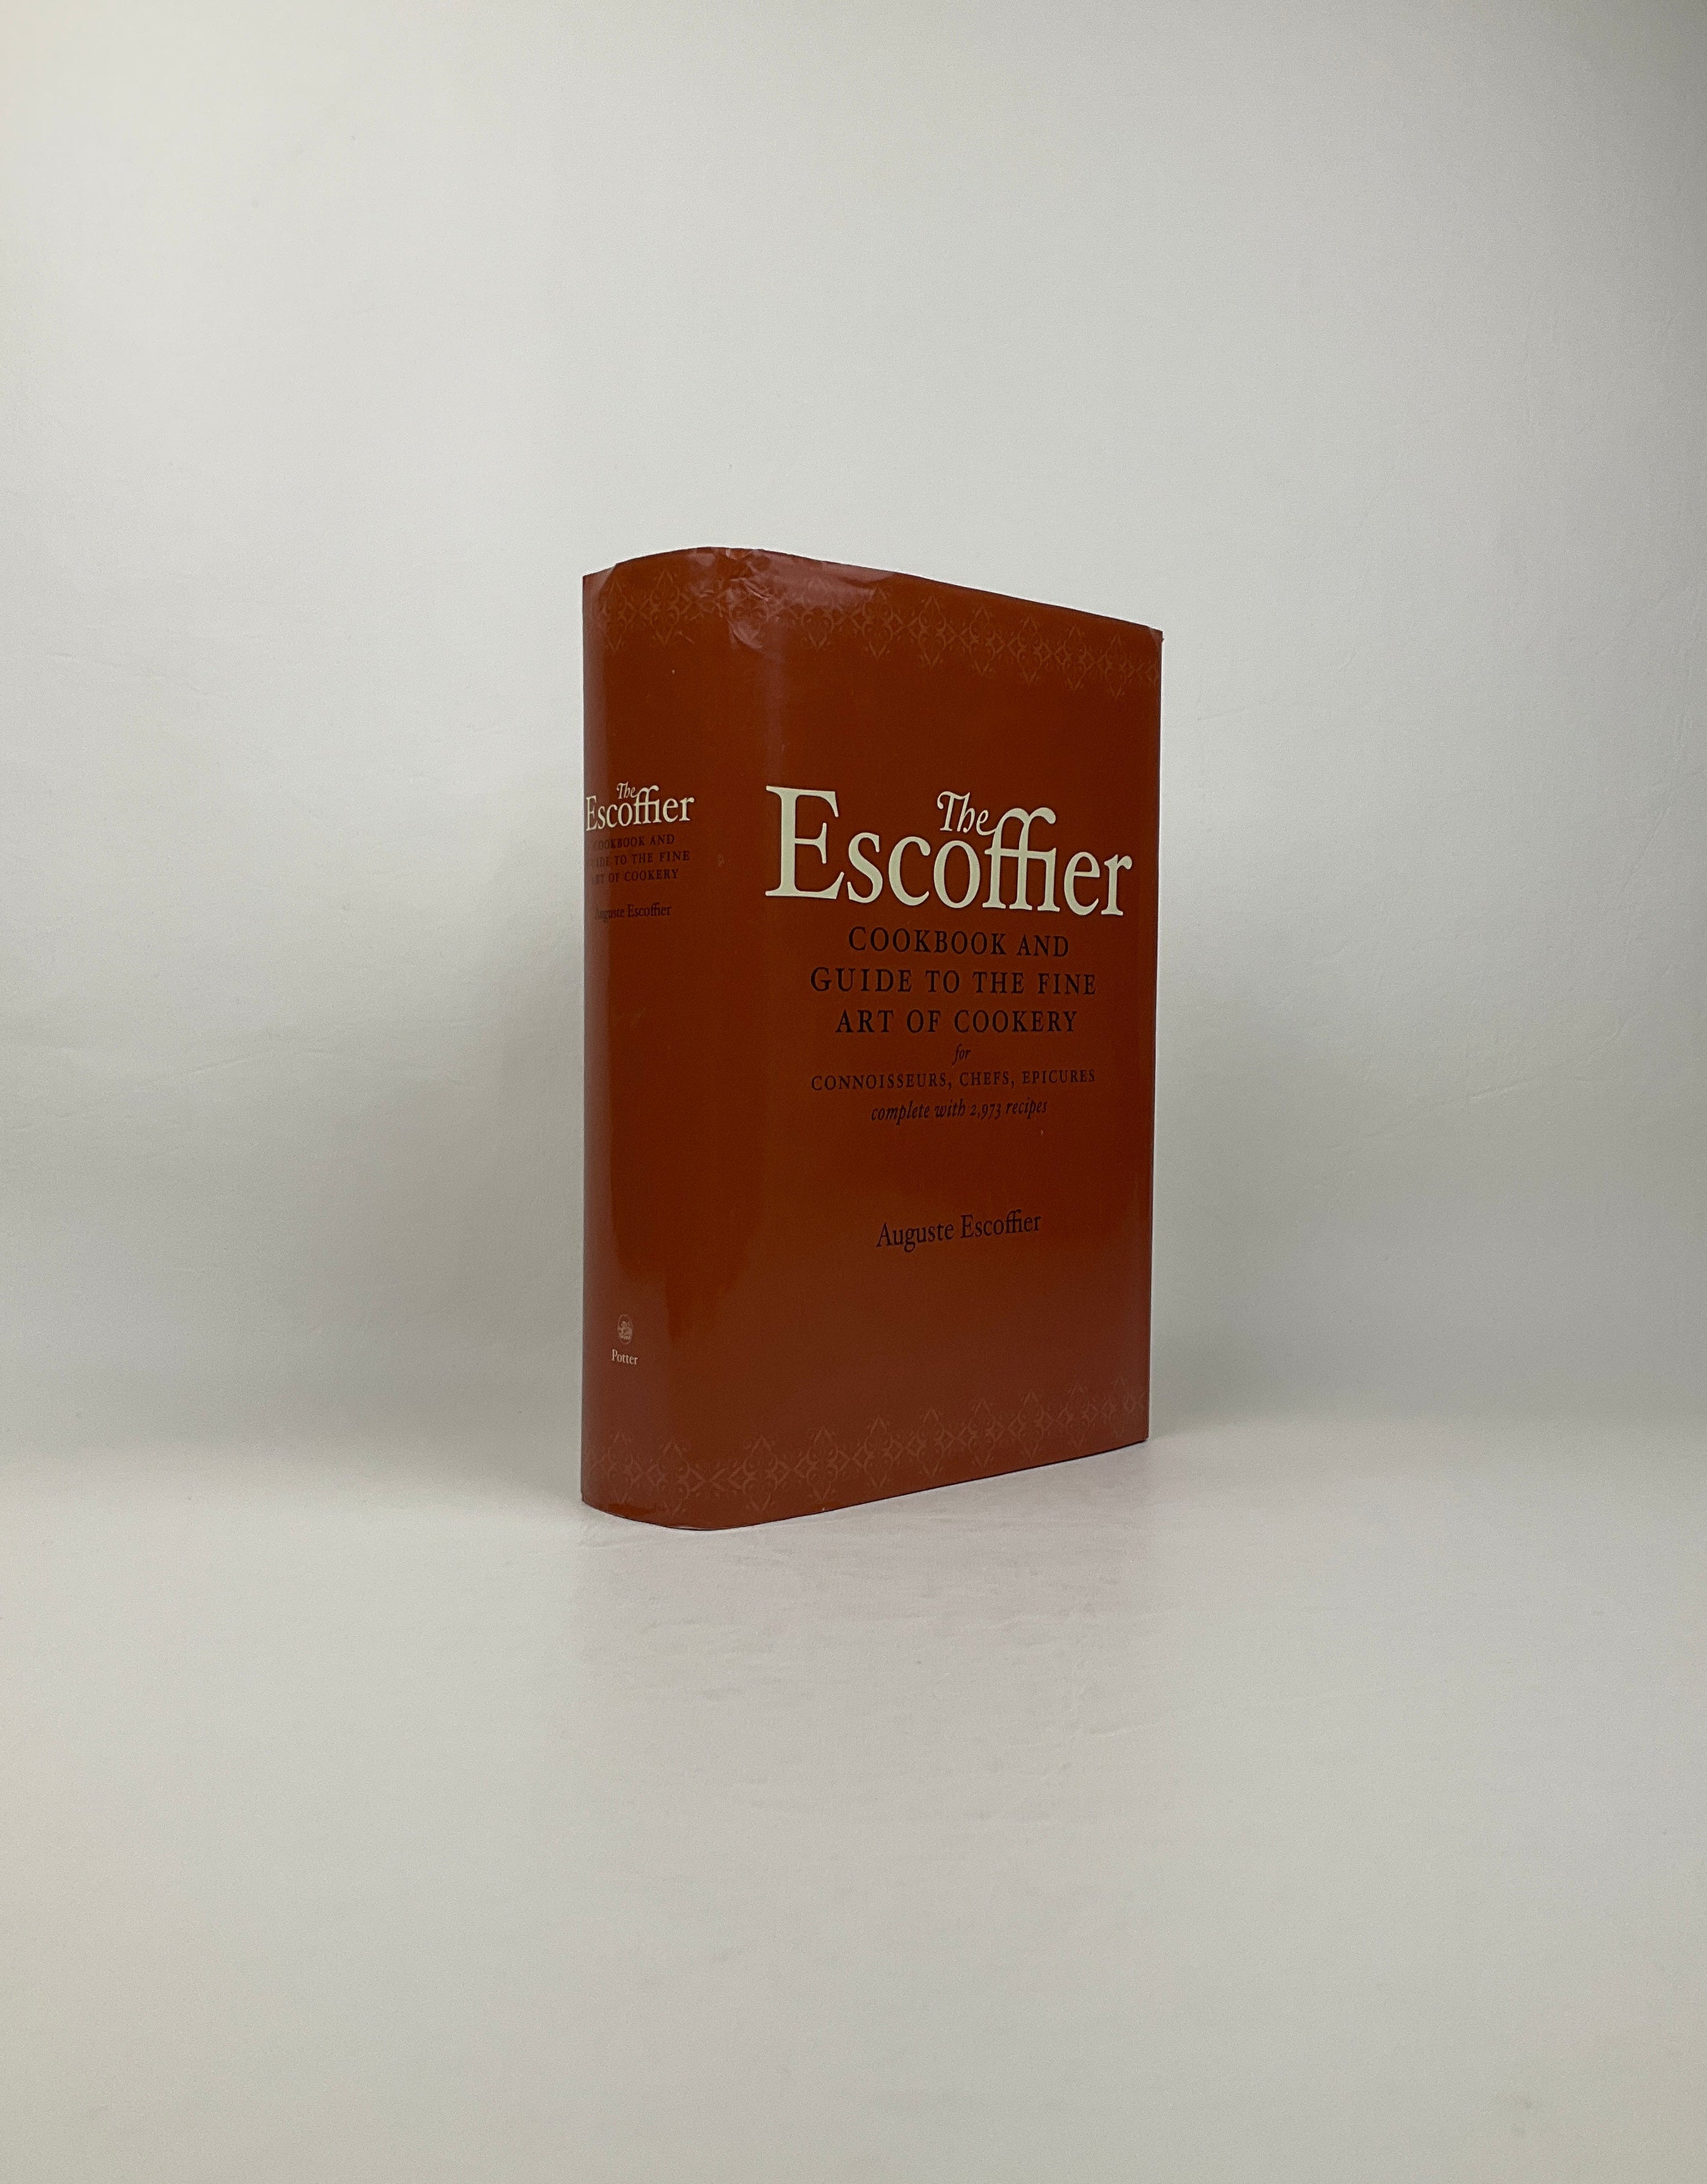 The
Escoffier
COOKBOOK AND
GUIDE TO THE FINE
ART OF COOKERY
Auguste Escoffier
Potter
The
Escoffier
COOKBOOK AND
GUIDE TO THE FINE
ART OF COOKERY
for
CONNOISSEURS, CHEFS, EPICURES
complete with 2,973 recipes
Auguste Escoffier